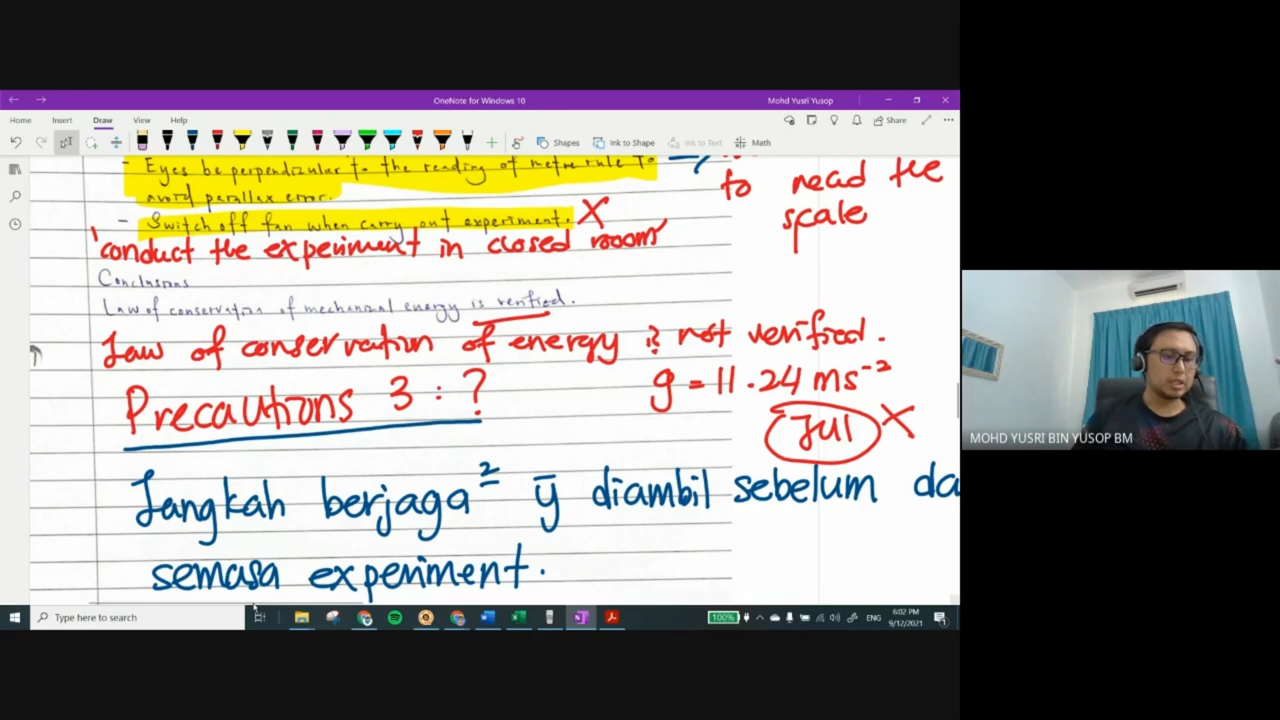 OneNote for Windows 10
Mohd Yusri Yusop
Home Insert Draw View Help
Share
Shapes Ink to Shape Ink to Text Math
- Eyes be perpendicular to the reading of metre rule to
avoid parallax error.
to read the
scale
- Switch off fan when carry out experiment. X
conduct the experiment in closed room
Conclusions
Law of conservation of mechanical energy is verified.
Law of conservation of energy is not verified.
g = 11.24 ms⁻²
Precautions 3 : ?
X
Langkah berjaga² yg diambil sebelum da
semasa experiment.
MOHD YUSRI BIN YUSOP BM
Type here to search
100%
ENG
6:02 PM
9/12/2021